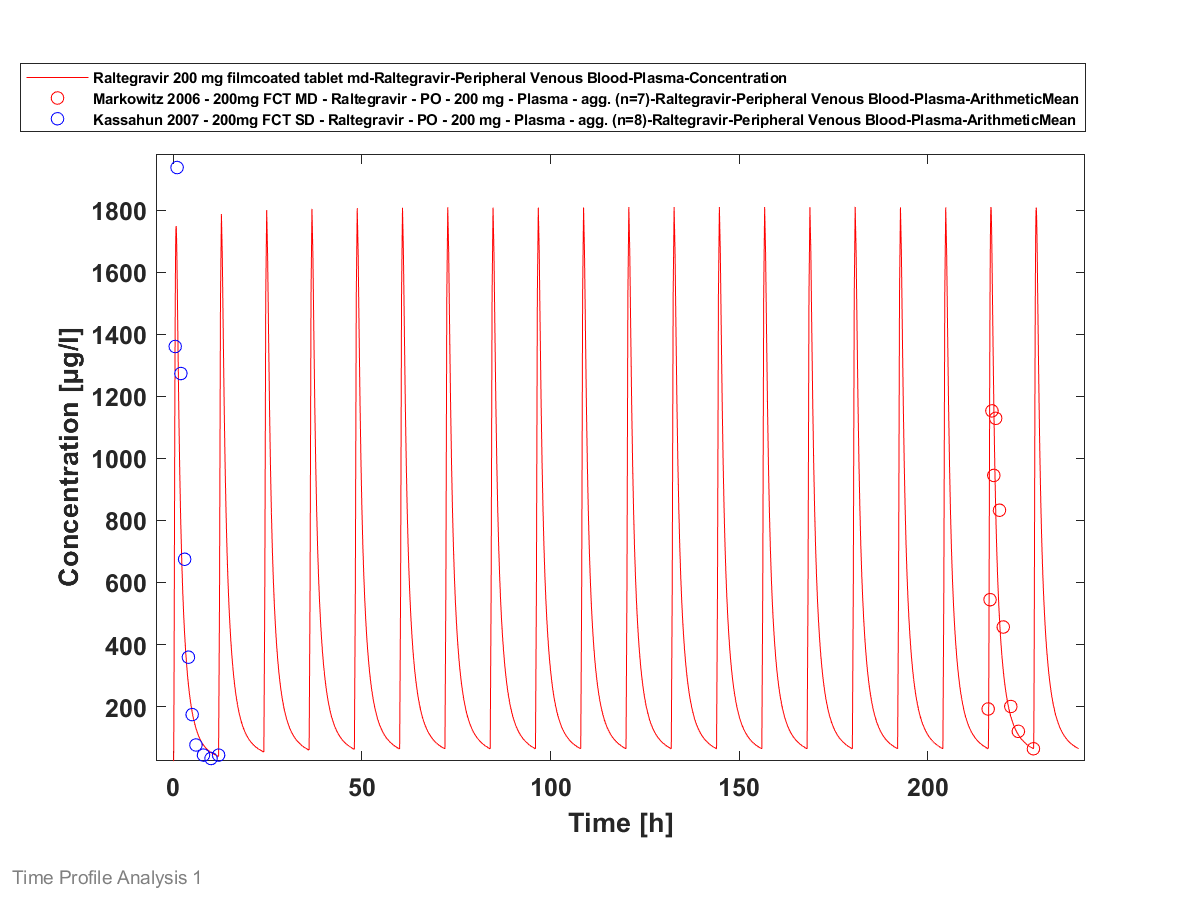 Raltegravir 200 mg filmcoated tablet md-Raltegravir-Peripheral Venous Blood-Plasma-Concentration
Markowitz 2006 - 200mg FCT MD - Raltegravir - PO - 200 mg - Plasma - agg. (n=7)-Raltegravir-Peripheral Venous Blood-Plasma-ArithmeticMean
Kassahun 2007 - 200mg FCT SD - Raltegravir - PO - 200 mg - Plasma - agg. (n=8)-Raltegravir-Peripheral Venous Blood-Plasma-ArithmeticMean
1800
1600
1400
1200
1000
800
600
400
200
Concentration [µg/l]
0 50 100 150 200
Time [h]
Time Profile Analysis 1